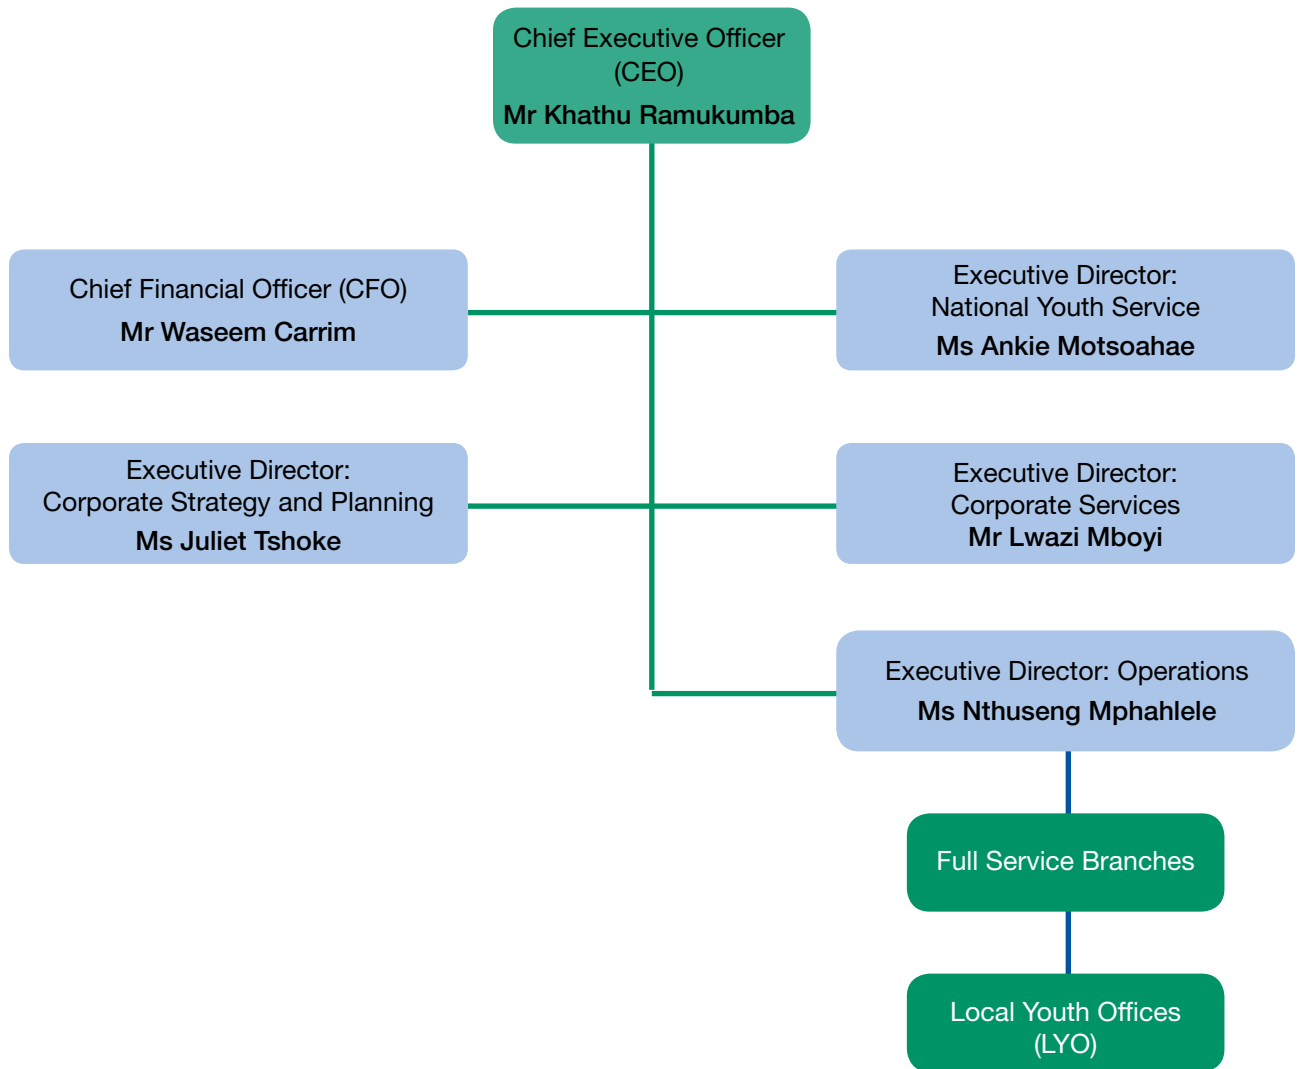 Chief Executive Officer
(CEO)
Mr Khathu Ramukumba
Chief Financial Officer (CFO)
Mr Waseem Carrim
Executive Director:
National Youth Service
Ms Ankie Motsoahae
Executive Director:
Corporate Strategy and Planning
Ms Juliet Tshoke
Executive Director:
Corporate Services
Mr Lwazi Mboyi
Executive Director: Operations
Ms Nthuseng Mphahlele
Full Service Branches
Local Youth Offices
(LYO)